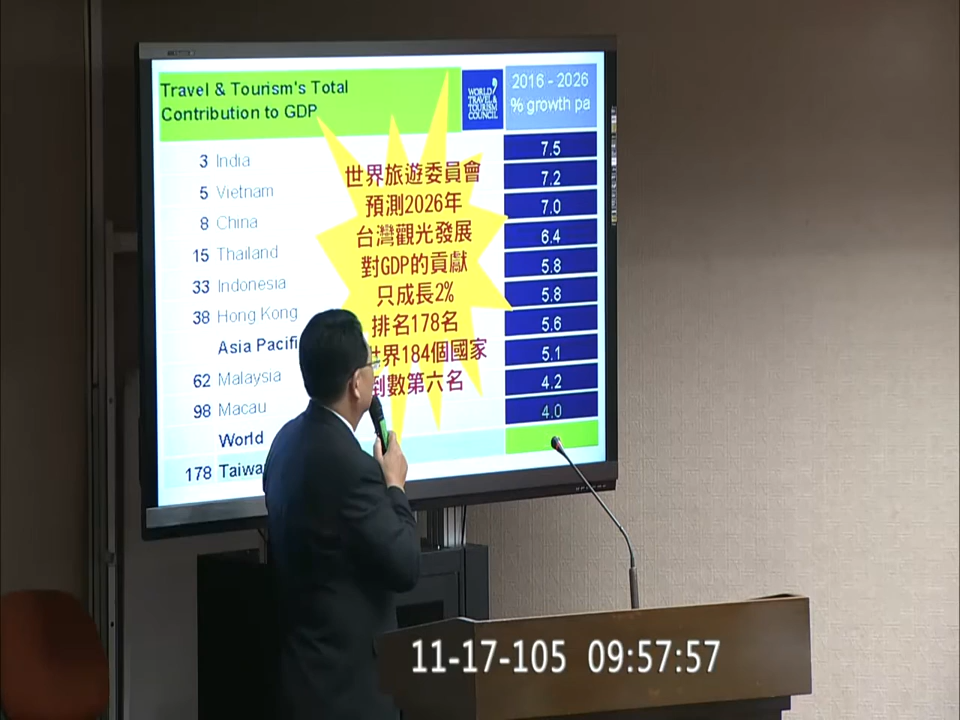 Travel & Tourism's Total
Contribution to GDP
WORLD
TRAVEL &
TOURISM
COUNCIL
2016 - 2026
% growth pa
3 India 7.5
5 Vietnam 7.2
8 China 7.0
15 Thailand 6.4
33 Indonesia 5.8
38 Hong Kong 5.8
Asia Pacifi 5.6
62 Malaysia 5.1
98 Macau 4.2
World 4.0
178 Taiwa
世界旅遊委員會
預測2026年
台灣觀光發展
對GDP的貢獻
只成長2%
排名178名
世界184個國家
倒數第六名
11-17-105 09:57:57